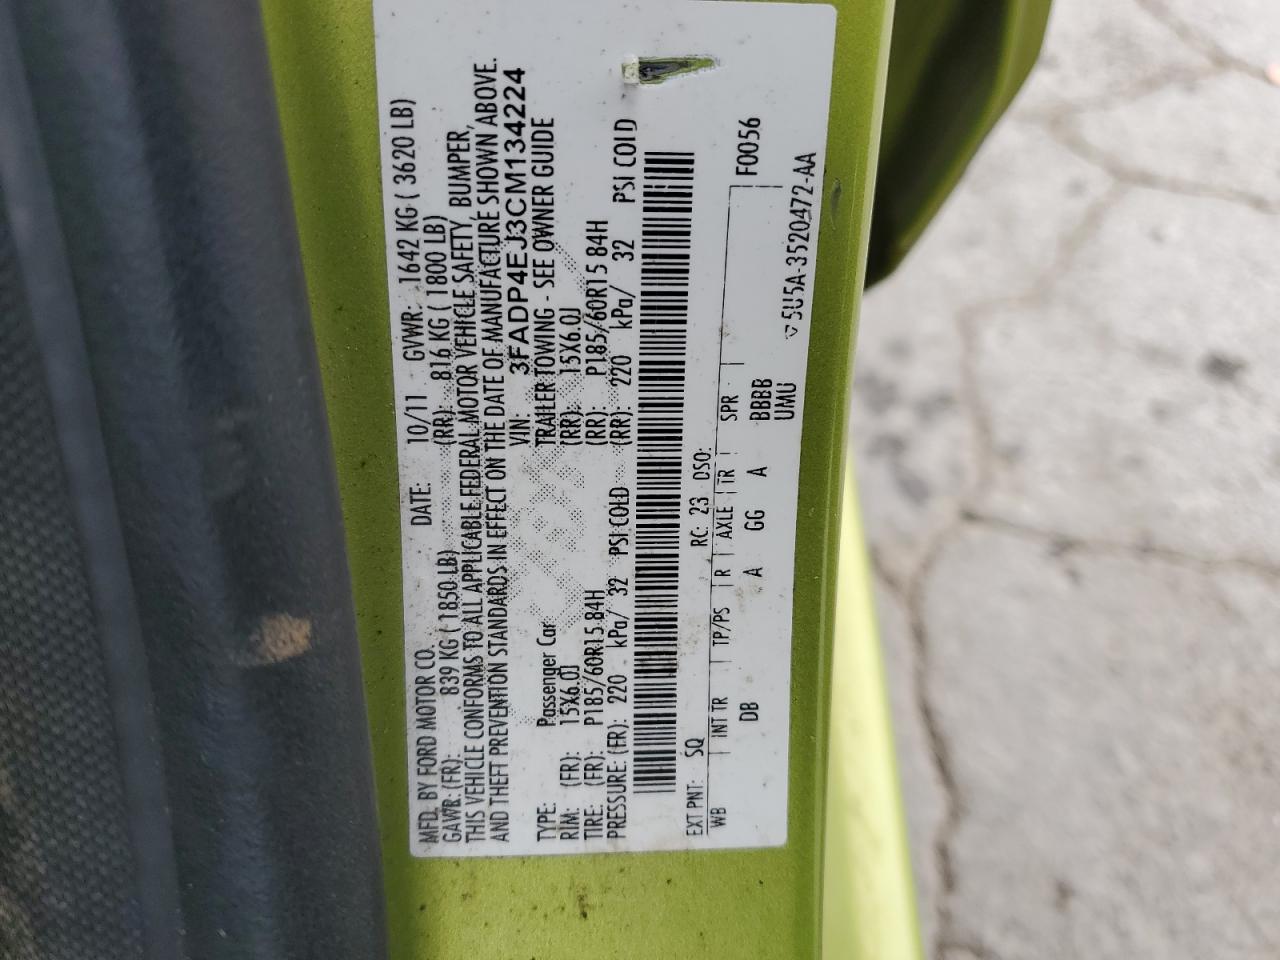 MFD. BY FORD MOTOR CO. DATE: 10/11 GVWR: 1642 KG ( 3620 LB)
GAWR: (FR): 839 KG ( 1850 LB) (RR): 816 KG ( 1800 LB)
THIS VEHICLE CONFORMS TO ALL APPLICABLE FEDERAL MOTOR VEHICLE SAFETY, BUMPER,
AND THEFT PREVENTION STANDARDS IN EFFECT ON THE DATE OF MANUFACTURE SHOWN ABOVE.
VIN: 3FADP4EJ3CM134224
TYPE: Passenger Car TRAILER TOWING - SEE OWNER GUIDE
RIM: (FR): 15X6.0J (RR): 15X6.0J
TIRE: (FR): P185/60R15 84H (RR): P185/60R15 84H
PRESSURE: (FR): 220 kPa/ 32 PSI COLD (RR): 220 kPa/ 32 PSI COLD
EXT PNT: SQ RC: 23 DSO: F0056
WB INT TR TP/PS R AXLE TR SPR
DB A GG A BBBB
UMU
5U5A-3520472-AA